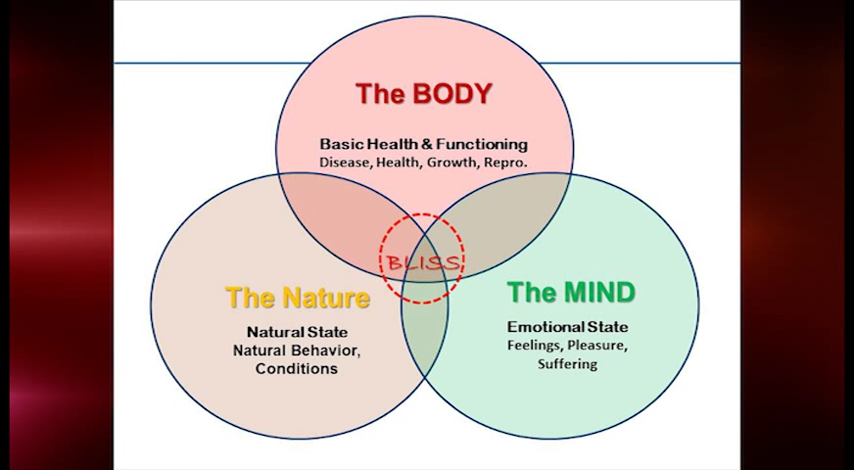 The BODY
Basic Health & Functioning
Disease, Health, Growth, Repro.
BLISS
The Nature
Natural State
Natural Behavior,
Conditions
The MIND
Emotional State
Feelings, Pleasure,
Suffering